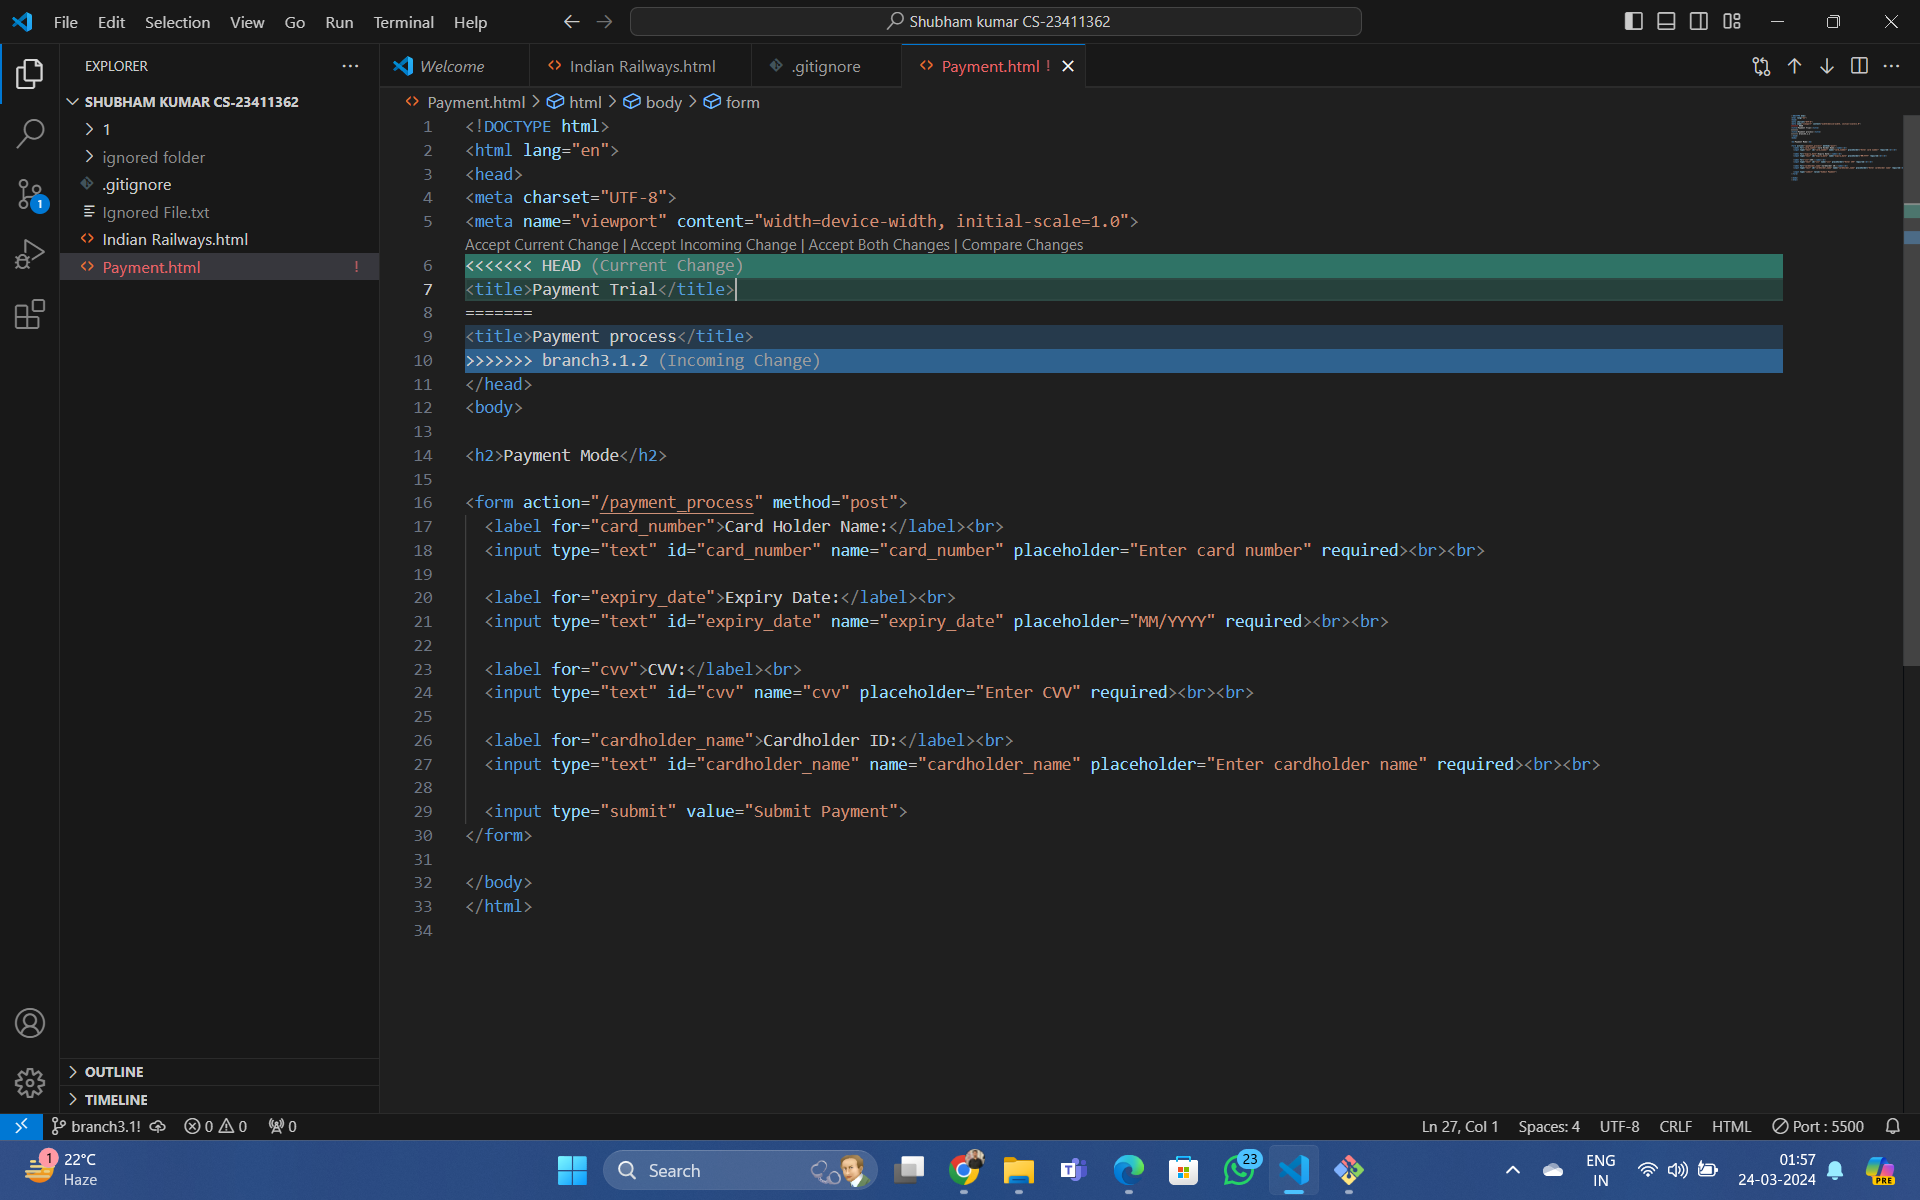 File Edit Selection View Go Run Terminal Help
Shubham kumar CS-23411362
EXPLORER
Welcome
Indian Railways.html
.gitignore
Payment.html !
SHUBHAM KUMAR CS-23411362
1
ignored folder
.gitignore
Ignored File.txt
Indian Railways.html
Payment.html !
1
Payment.html > html > body > form
1 <!DOCTYPE html>
2 <html lang="en">
3 <head>
4 <meta charset="UTF-8">
5 <meta name="viewport" content="width=device-width, initial-scale=1.0">
Accept Current Change | Accept Incoming Change | Accept Both Changes | Compare Changes
6 <<<<<<< HEAD (Current Change)
7 <title>Payment Trial</title>
8 =======
9 <title>Payment process</title>
10 >>>>>>> branch3.1.2 (Incoming Change)
11 </head>
12 <body>
13
14 <h2>Payment Mode</h2>
15
16 <form action="/payment_process" method="post">
17 <label for="card_number">Card Holder Name:</label><br>
18 <input type="text" id="card_number" name="card_number" placeholder="Enter card number" required><br><br>
19
20 <label for="expiry_date">Expiry Date:</label><br>
21 <input type="text" id="expiry_date" name="expiry_date" placeholder="MM/YYYY" required><br><br>
22
23 <label for="cvv">CVV:</label><br>
24 <input type="text" id="cvv" name="cvv" placeholder="Enter CVV" required><br><br>
25
26 <label for="cardholder_name">Cardholder ID:</label><br>
27 <input type="text" id="cardholder_name" name="cardholder_name" placeholder="Enter cardholder name" required><br><br>
28
29 <input type="submit" value="Submit Payment">
30 </form>
31
32 </body>
33 </html>
34
OUTLINE
TIMELINE
branch3.1! 0 0 0
Ln 27, Col 1 Spaces: 4 UTF-8 CRLF HTML Port : 5500
1
22°C
Haze
Search
23
ENG
IN
01:57
24-03-2024
PRE